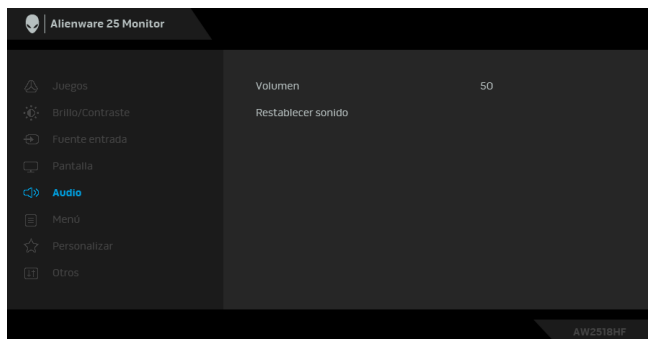 Alienware 25 Monitor
Juegos
Volumen 50
Brillo/Contraste
Restablecer sonido
Fuente entrada
Pantalla
Audio
Menú
Personalizar
Otros
AW2518HF